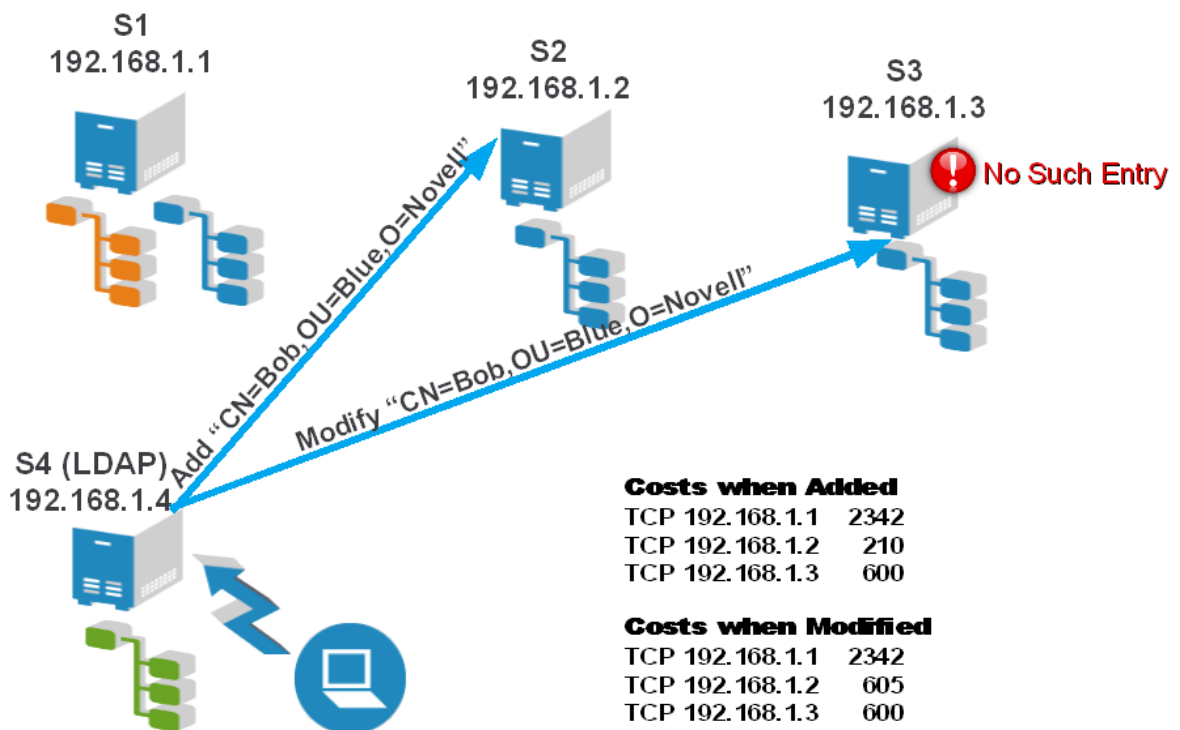 S1
192.168.1.1
S2
192.168.1.2
S3
192.168.1.3
No Such Entry
Add “CN=Bob,OU=Blue,O=Novell”
Modify “CN=Bob,OU=Blue,O=Novell”
S4 (LDAP)
192.168.1.4
Costs when Added
TCP 192.168.1.1 2342
TCP 192.168.1.2 210
TCP 192.168.1.3 600
Costs when Modified
TCP 192.168.1.1 2342
TCP 192.168.1.2 605
TCP 192.168.1.3 600